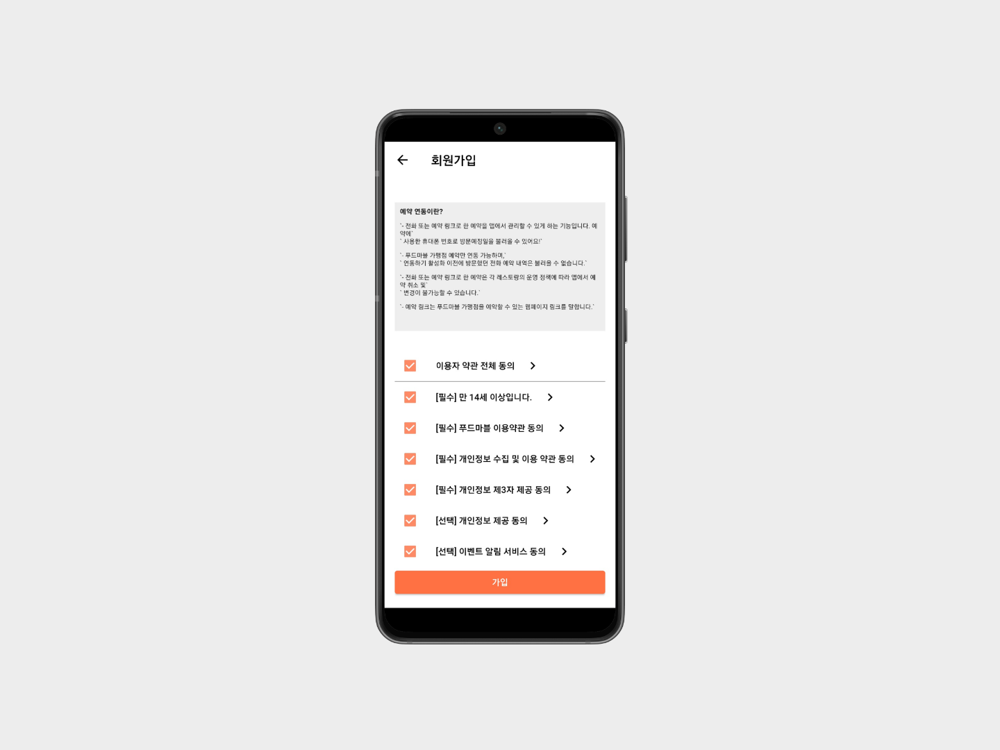 회원가입
예약 연동이란?
`- 전화 또는 예약 링크로 한 예약을 앱에서 관리할 수 있게 하는 기능입니다. 예
약에`
` 사용한 휴대폰 번호로 방문예정일을 불러올 수 있어요!`
`- 푸드마블 가맹점 예약만 연동 가능하며,`
` 연동하기 활성화 이전에 방문했던 전화 예약 내역은 불러올 수 없습니다.`
`- 전화 또는 예약 링크로 한 예약은 각 레스토랑의 운영 정책에 따라 앱에서 예
약 취소 및`
` 변경이 불가능할 수 있습니다.`
`- 예약 링크는 푸드마블 가맹점을 예약할 수 있는 웹페이지 링크를 말합니다.`
이용자 약관 전체 동의
[필수] 만 14세 이상입니다.
[필수] 푸드마블 이용약관 동의
[필수] 개인정보 수집 및 이용 약관 동의
[필수] 개인정보 제3자 제공 동의
[선택] 개인정보 제공 동의
[선택] 이벤트 알림 서비스 동의
가입